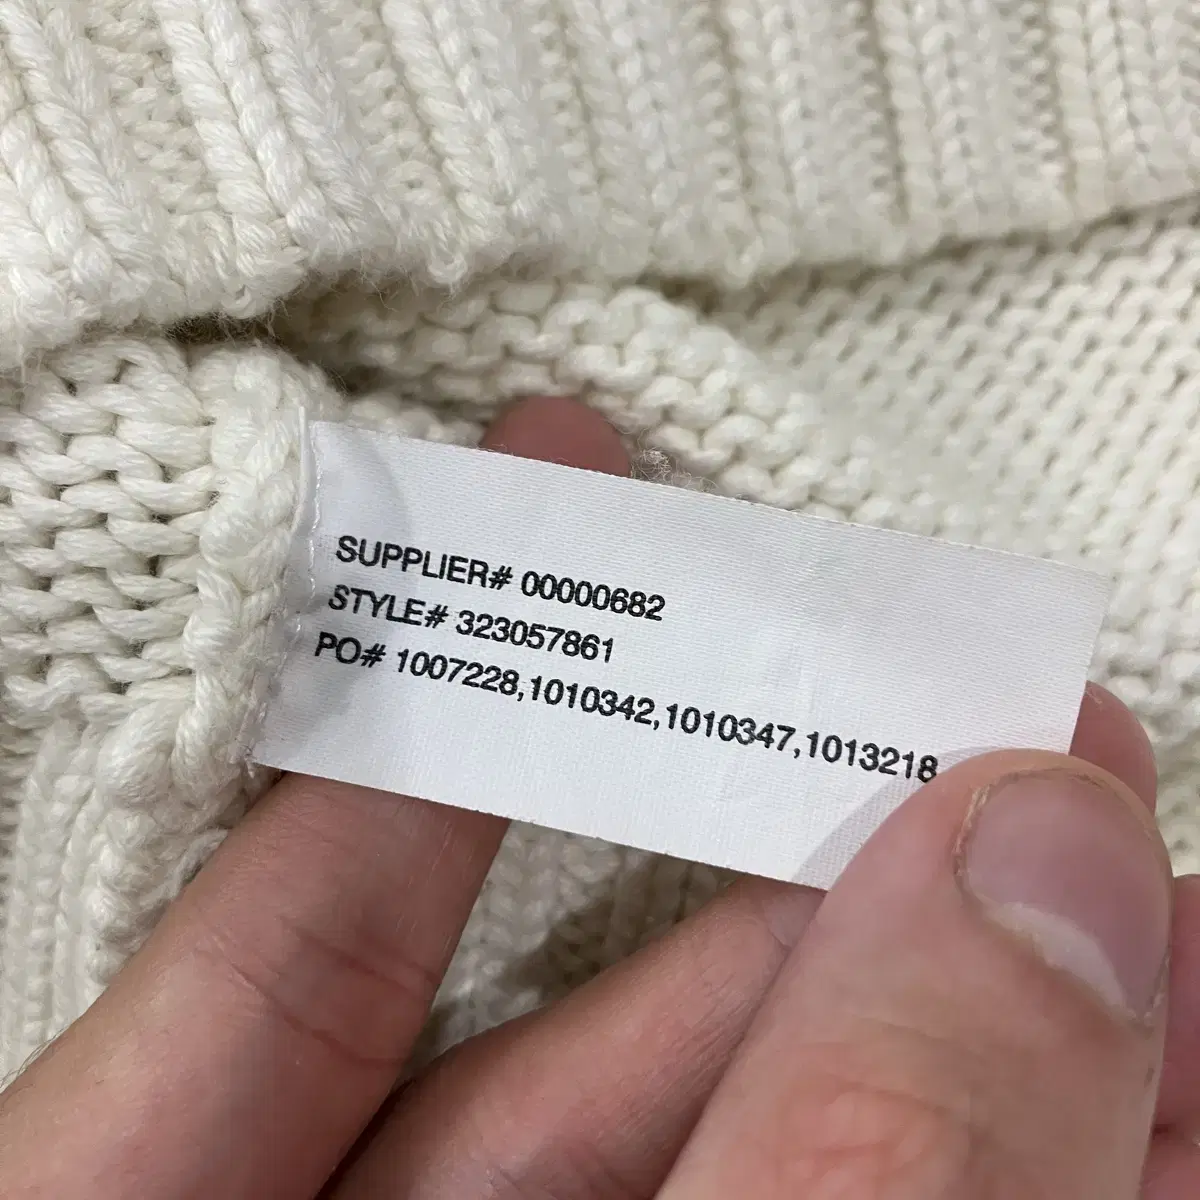 SUPPLIER# 00000682
STYLE# 323057861
PO# 1007228,1010342,1010347,1013218